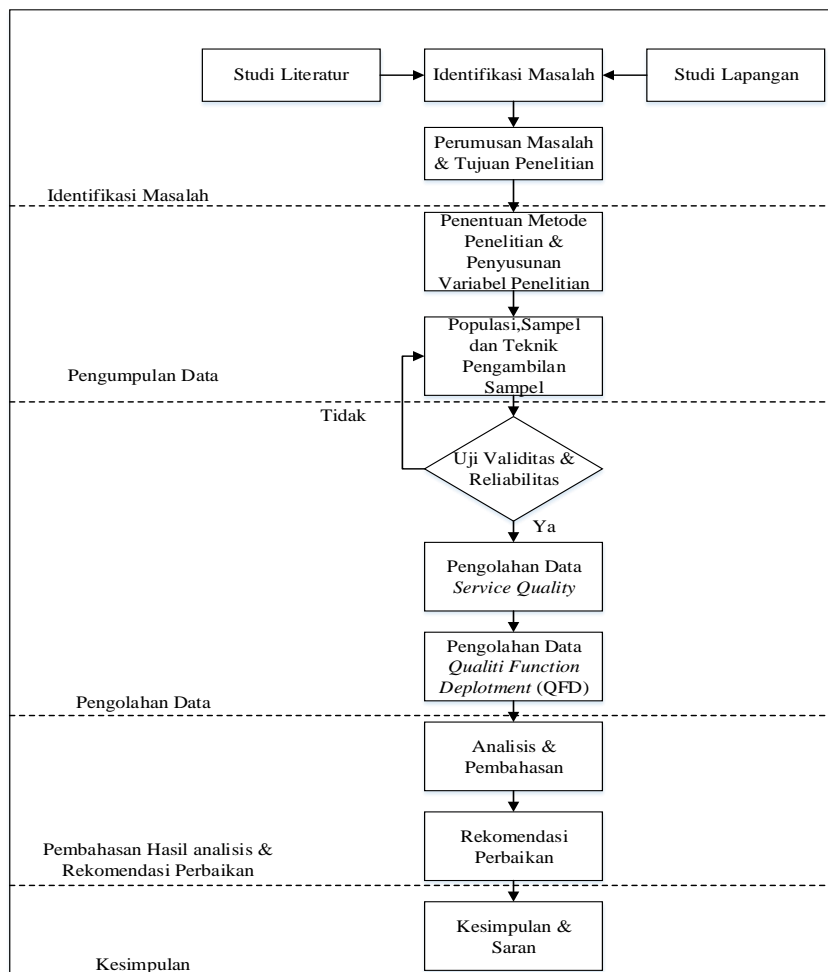 Studi Literatur
Identifikasi Masalah
Studi Lapangan
Perumusan Masalah
& Tujuan Penelitian
Identifikasi Masalah
Penentuan Metode
Penelitian &
Penyusunan
Variabel Penelitian
Populasi,Sampel
dan Teknik
Pengambilan
Sampel
Pengumpulan Data
Tidak
Uji Validitas &
Reliabilitas
Ya
Pengolahan Data
Service Quality
Pengolahan Data
Qualiti Function
Deplotment (QFD)
Pengolahan Data
Analisis &
Pembahasan
Rekomendasi
Perbaikan
Pembahasan Hasil analisis &
Rekomendasi Perbaikan
Kesimpulan &
Saran
Kesimpulan